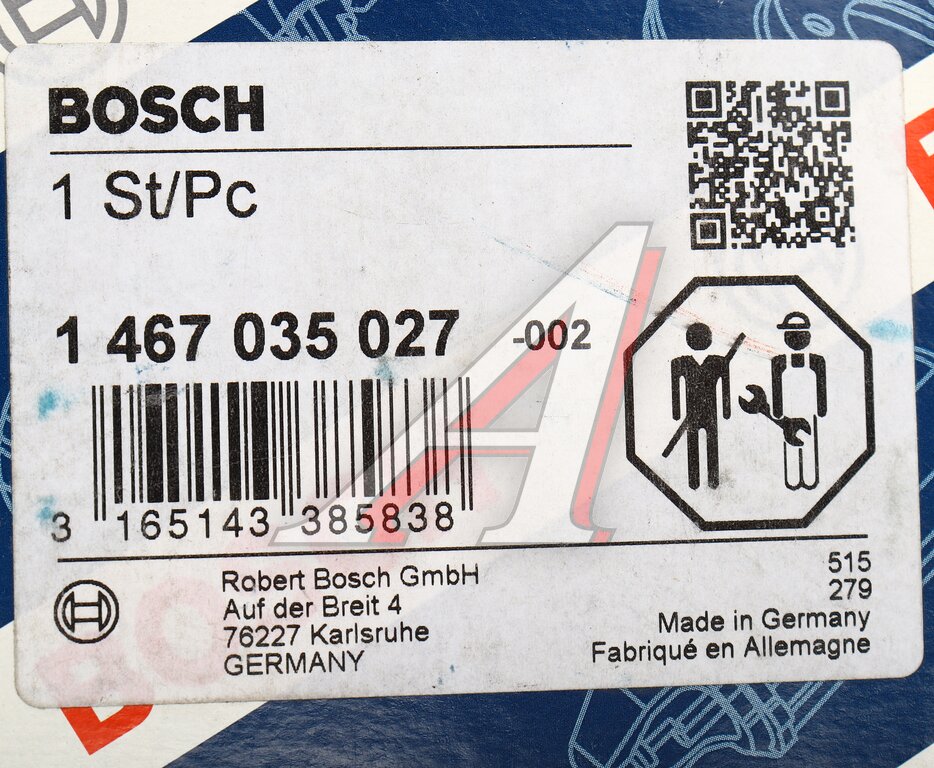 BOSCH
1 St/Pc
1 467 035 027 -002
3 165143 385838
Robert Bosch GmbH
Auf der Breit 4
76227 Karlsruhe
GERMANY
515
279
Made in Germany
Fabriqué en Allemagne